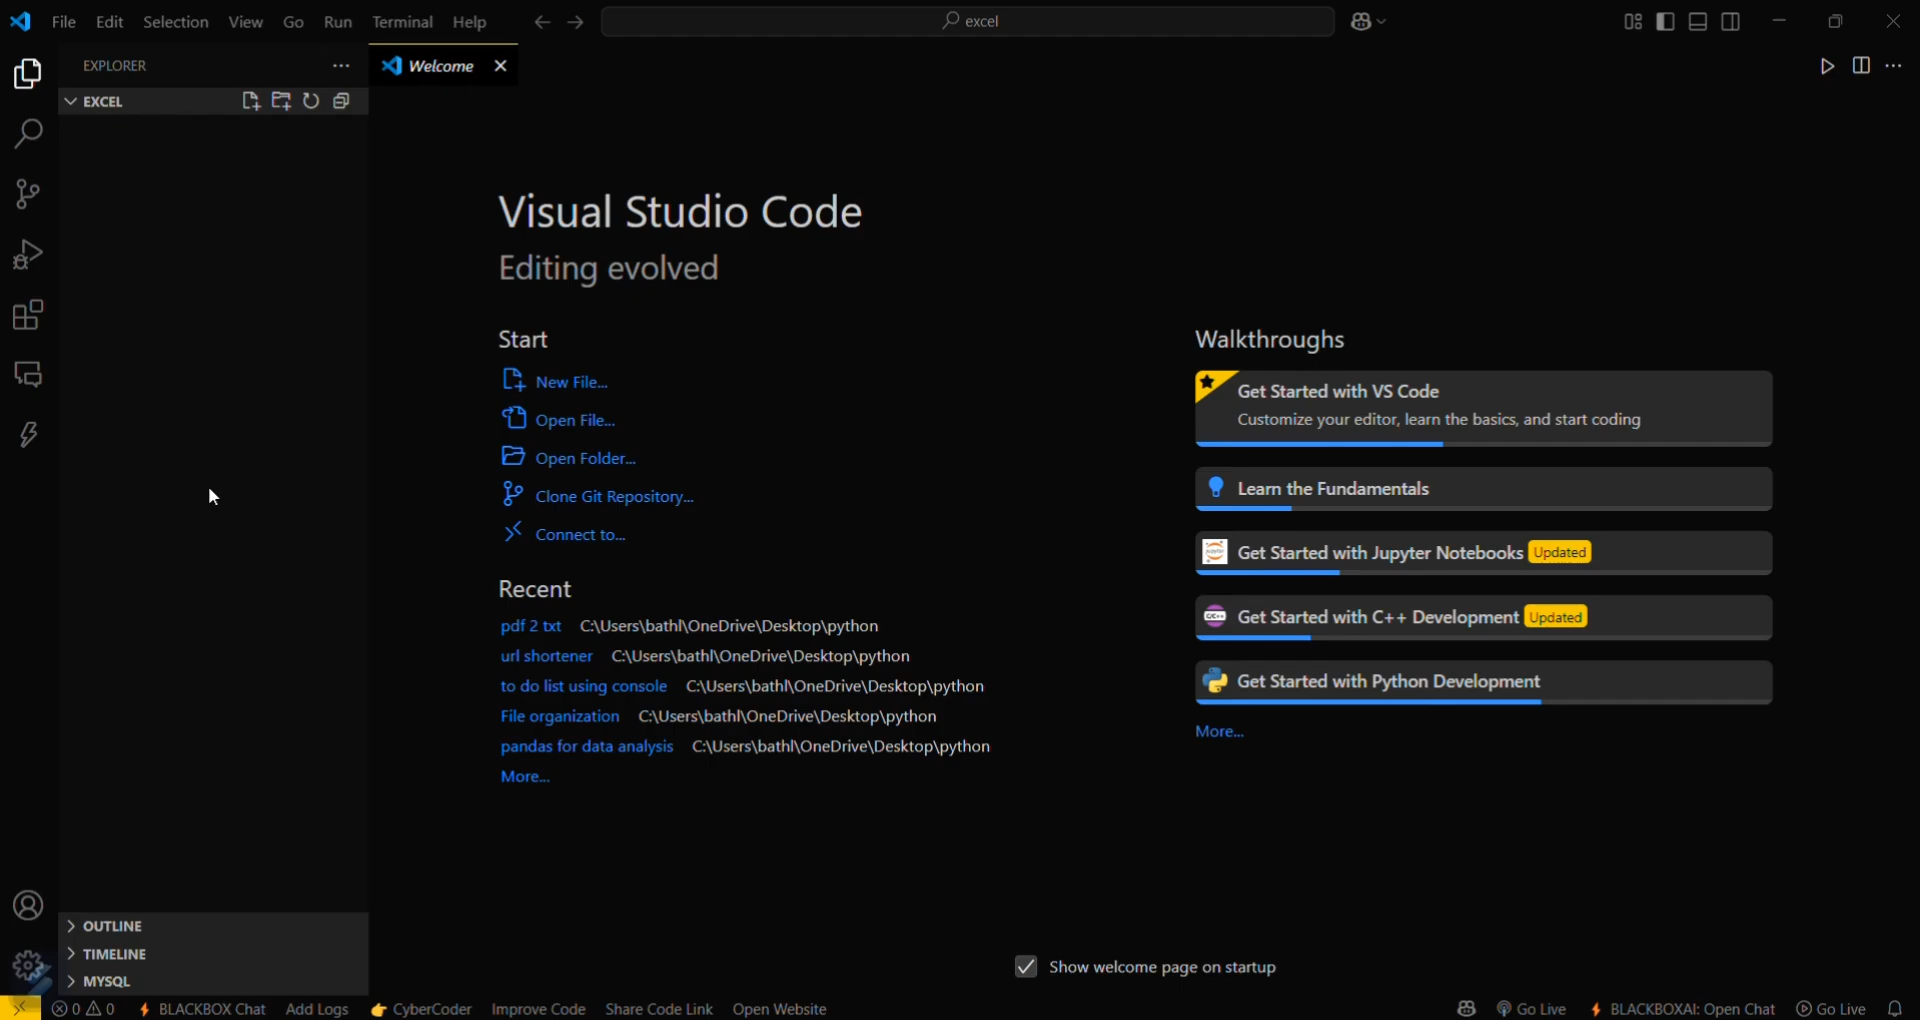 File Edit Selection View Go Run Terminal Help excel
EXPLORER
Welcome
EXCEL
Visual Studio Code
Editing evolved
Start
New File...
Open File...
Open Folder...
Clone Git Repository...
Connect to...
Recent
pdf 2 txt C:\Users\bathl\OneDrive\Desktop\python
url shortener C:\Users\bathl\OneDrive\Desktop\python
to do list using console C:\Users\bathl\OneDrive\Desktop\python
File organization C:\Users\bathl\OneDrive\Desktop\python
pandas for data analysis C:\Users\bathl\OneDrive\Desktop\python
More...
Walkthroughs
Get Started with VS Code
Customize your editor, learn the basics, and start coding
Learn the Fundamentals
Get Started with Jupyter Notebooks Updated
Get Started with C++ Development Updated
Get Started with Python Development
More...
OUTLINE
TIMELINE
MYSQL
Show welcome page on startup
0 0 BLACKBOX Chat Add Logs CyberCoder Improve Code Share Code Link Open Website Go Live BLACKBOXAI: Open Chat Go Live